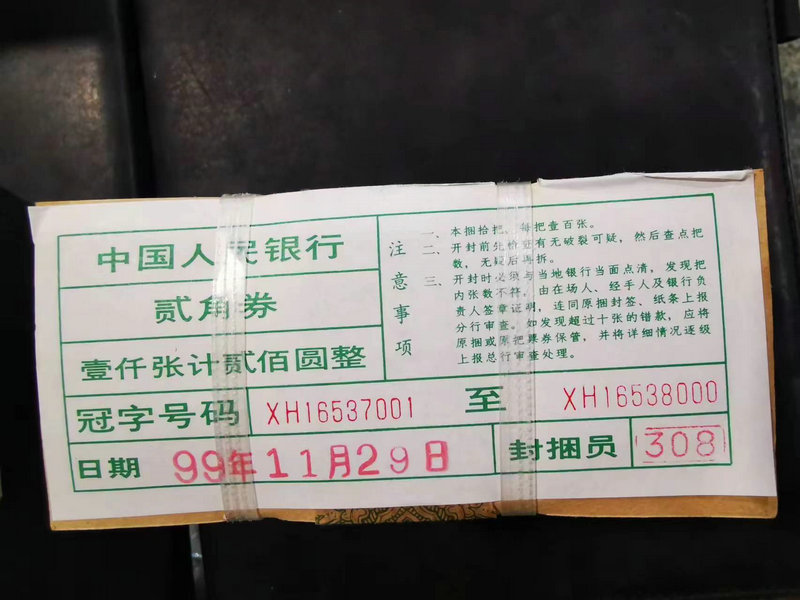 中国人民银行
贰角券
壹仟张计贰佰圆整
注意事项
一、本捆拾把、每把壹百张。
二、开封前先检查有无破裂可疑，然后查点把
数，无疑后再拆。
三、开封时必须与当地银行当面点清，发现把
内张数不符，由在场人、经手人及银行负
责人签章证明，连同原捆封签、纸条上报
分行审查。如发现超过十张的错款，应将
原捆或原把票券保管，并将详细情况逐级
上报总行审查处理。
冠字号码 XH16537001 至 XH16538000
日期 99年11月29日 封捆员 308